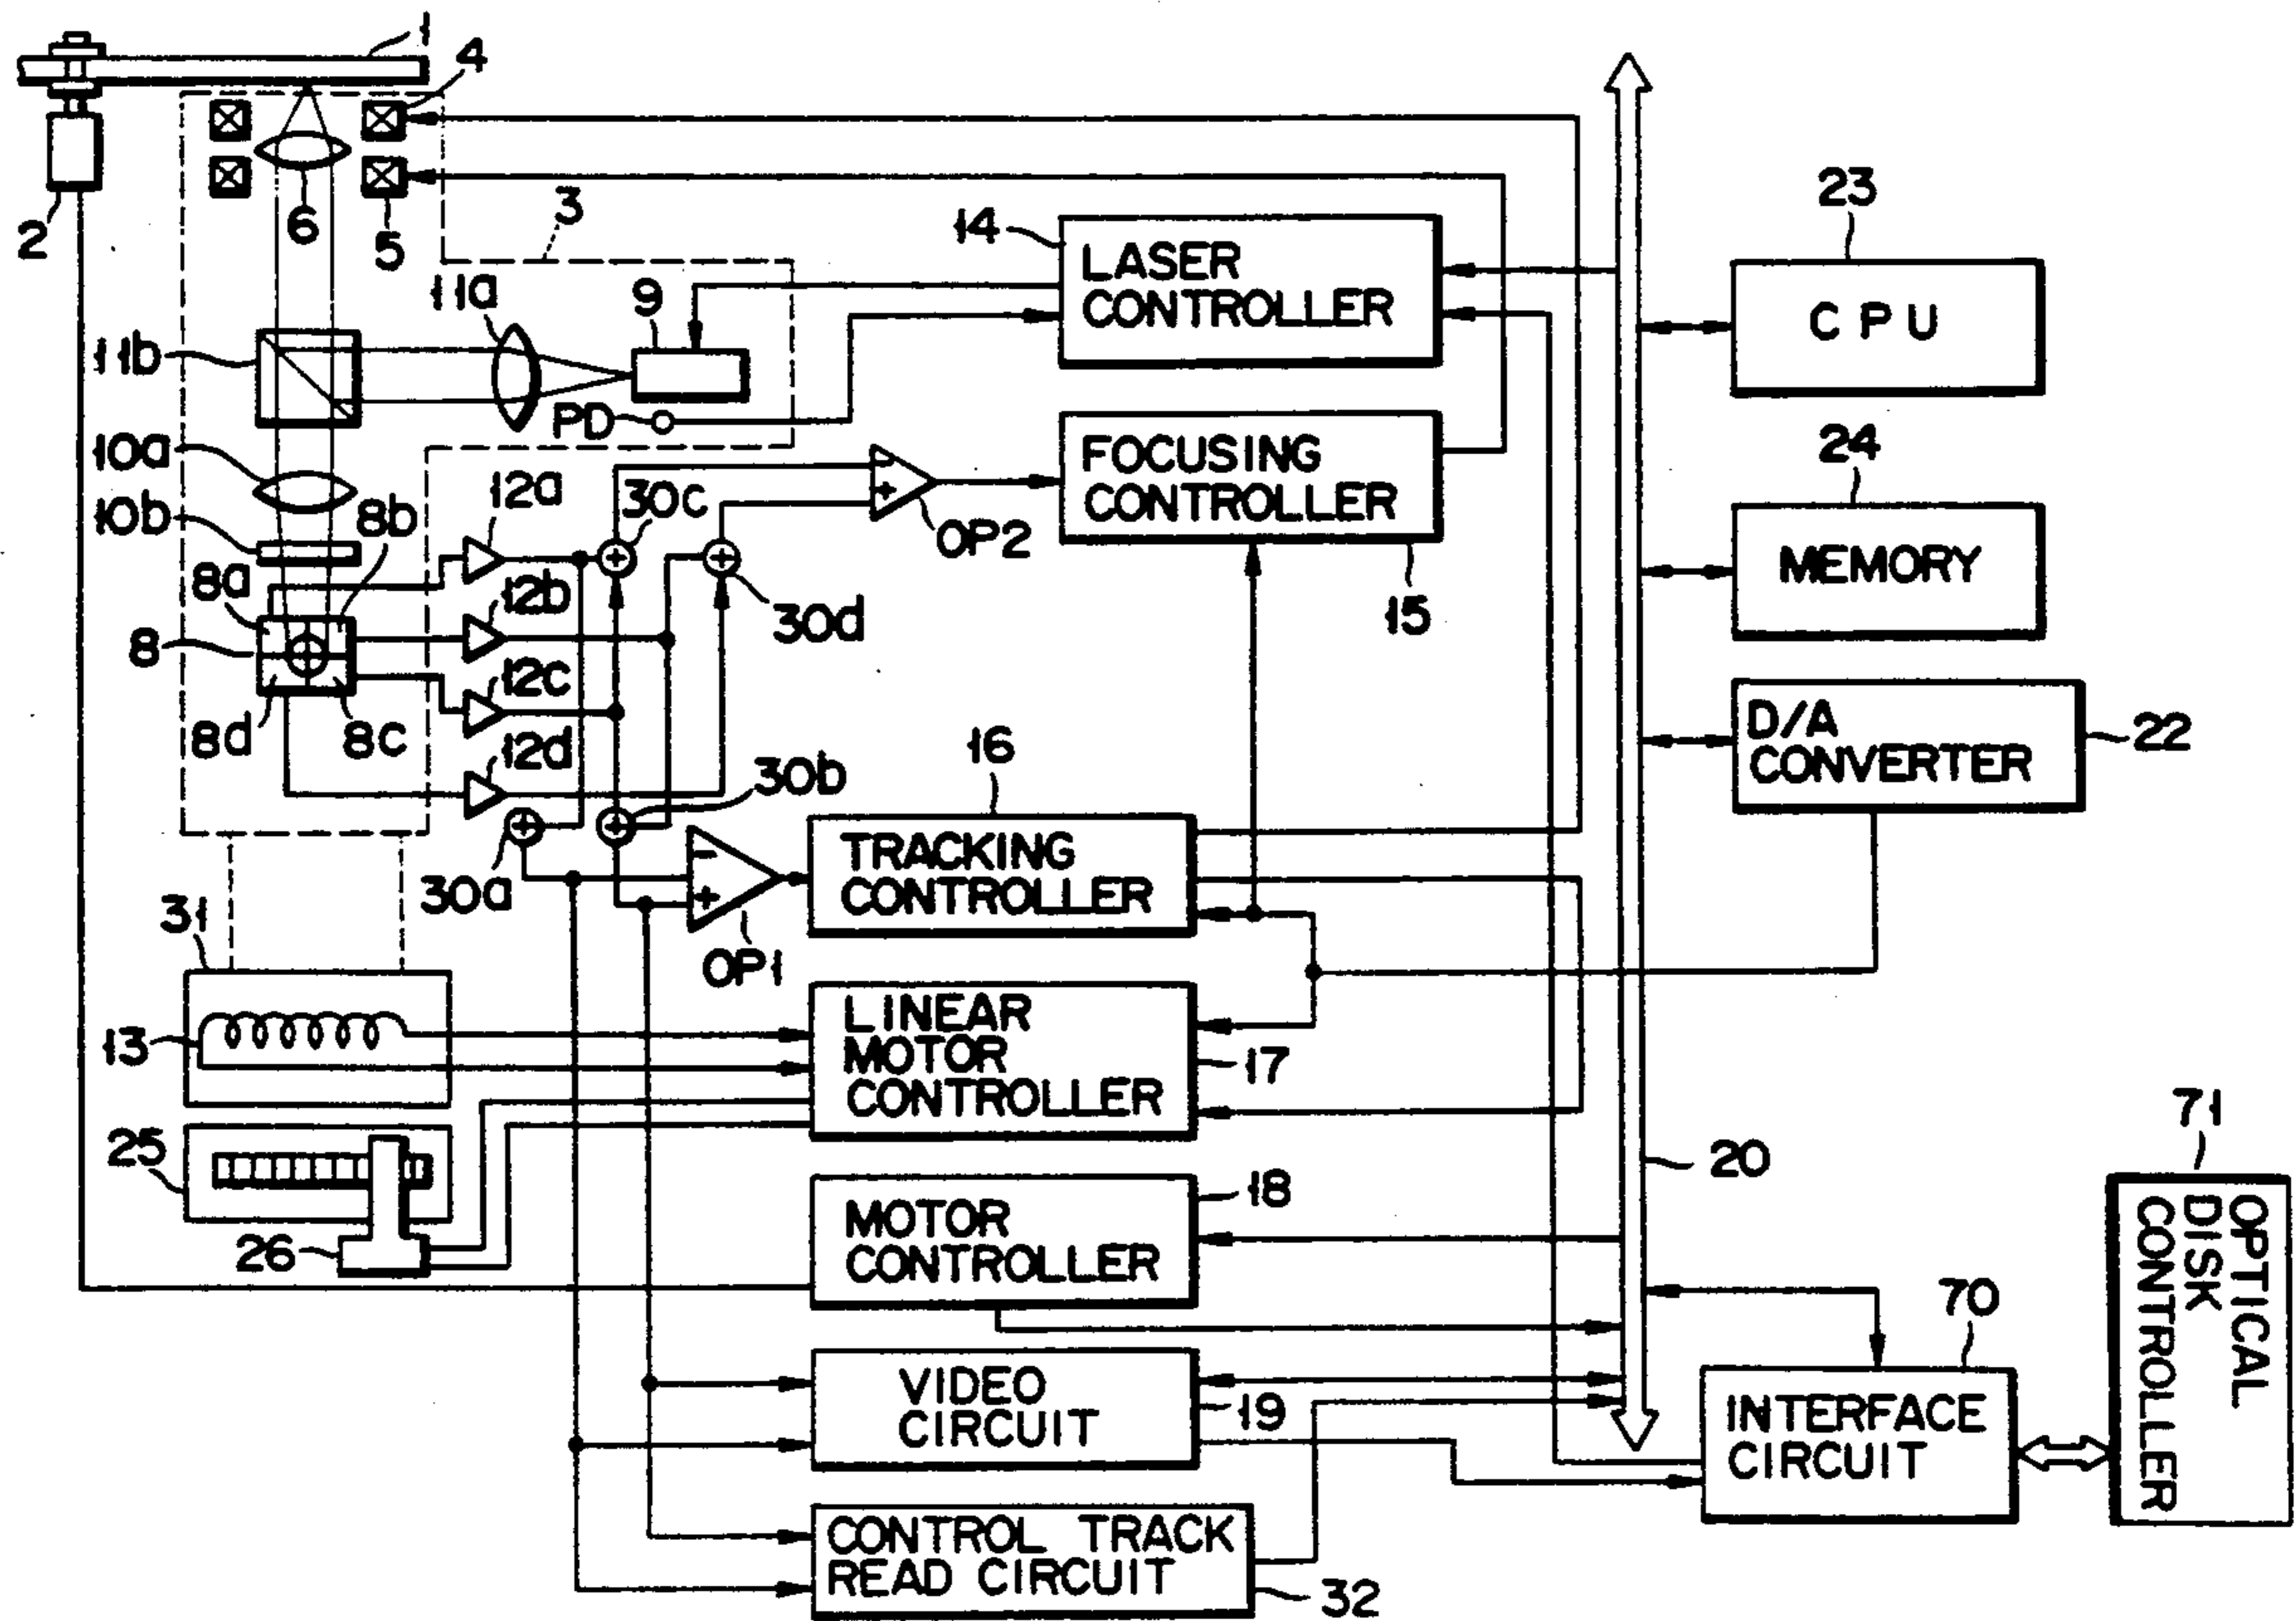 1
4
2
6
5
3
11a
9
11b
PD
10a
10b
8b
8a
8
8d
8c
12a
12b
12c
12d
30c
30d
30a
30b
OP2
OP1
14
LASER
CONTROLLER
FOCUSING
CONTROLLER
15
16
TRACKING
CONTROLLER
31
13
LINEAR
MOTOR
CONTROLLER
17
25
26
18
MOTOR
CONTROLLER
VIDEO
CIRCUIT
19
CONTROL TRACK
READ CIRCUIT
32
20
23
CPU
24
MEMORY
D/A
CONVERTER
22
70
INTERFACE
CIRCUIT
71
OPTICAL
DISK
CONTROLLER
−
+
−
+
+
+
+
+